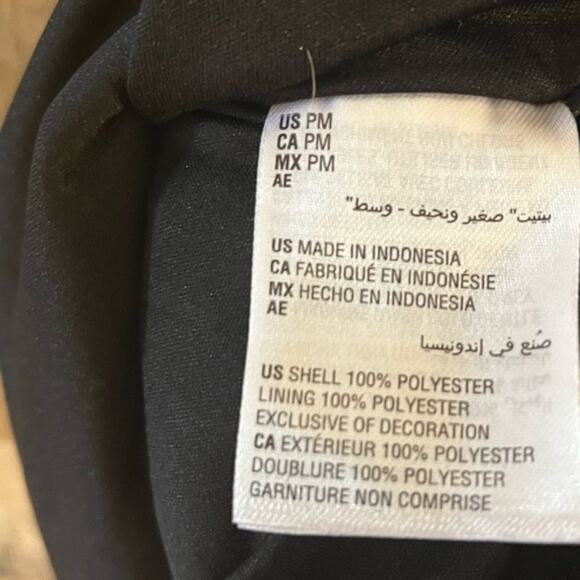 US PM
CA PM
MX PM
AE
بيتيت" صغير ونحيف - وسط"
US MADE IN INDONESIA
CA FABRIQUÉ EN INDONÉSIE
MX HECHO EN INDONESIA
AE
صُنع في إندونيسيا
US SHELL 100% POLYESTER
LINING 100% POLYESTER
EXCLUSIVE OF DECORATION
CA EXTÉRIEUR 100% POLYESTER
DOUBLURE 100% POLYESTER
GARNITURE NON COMPRISE